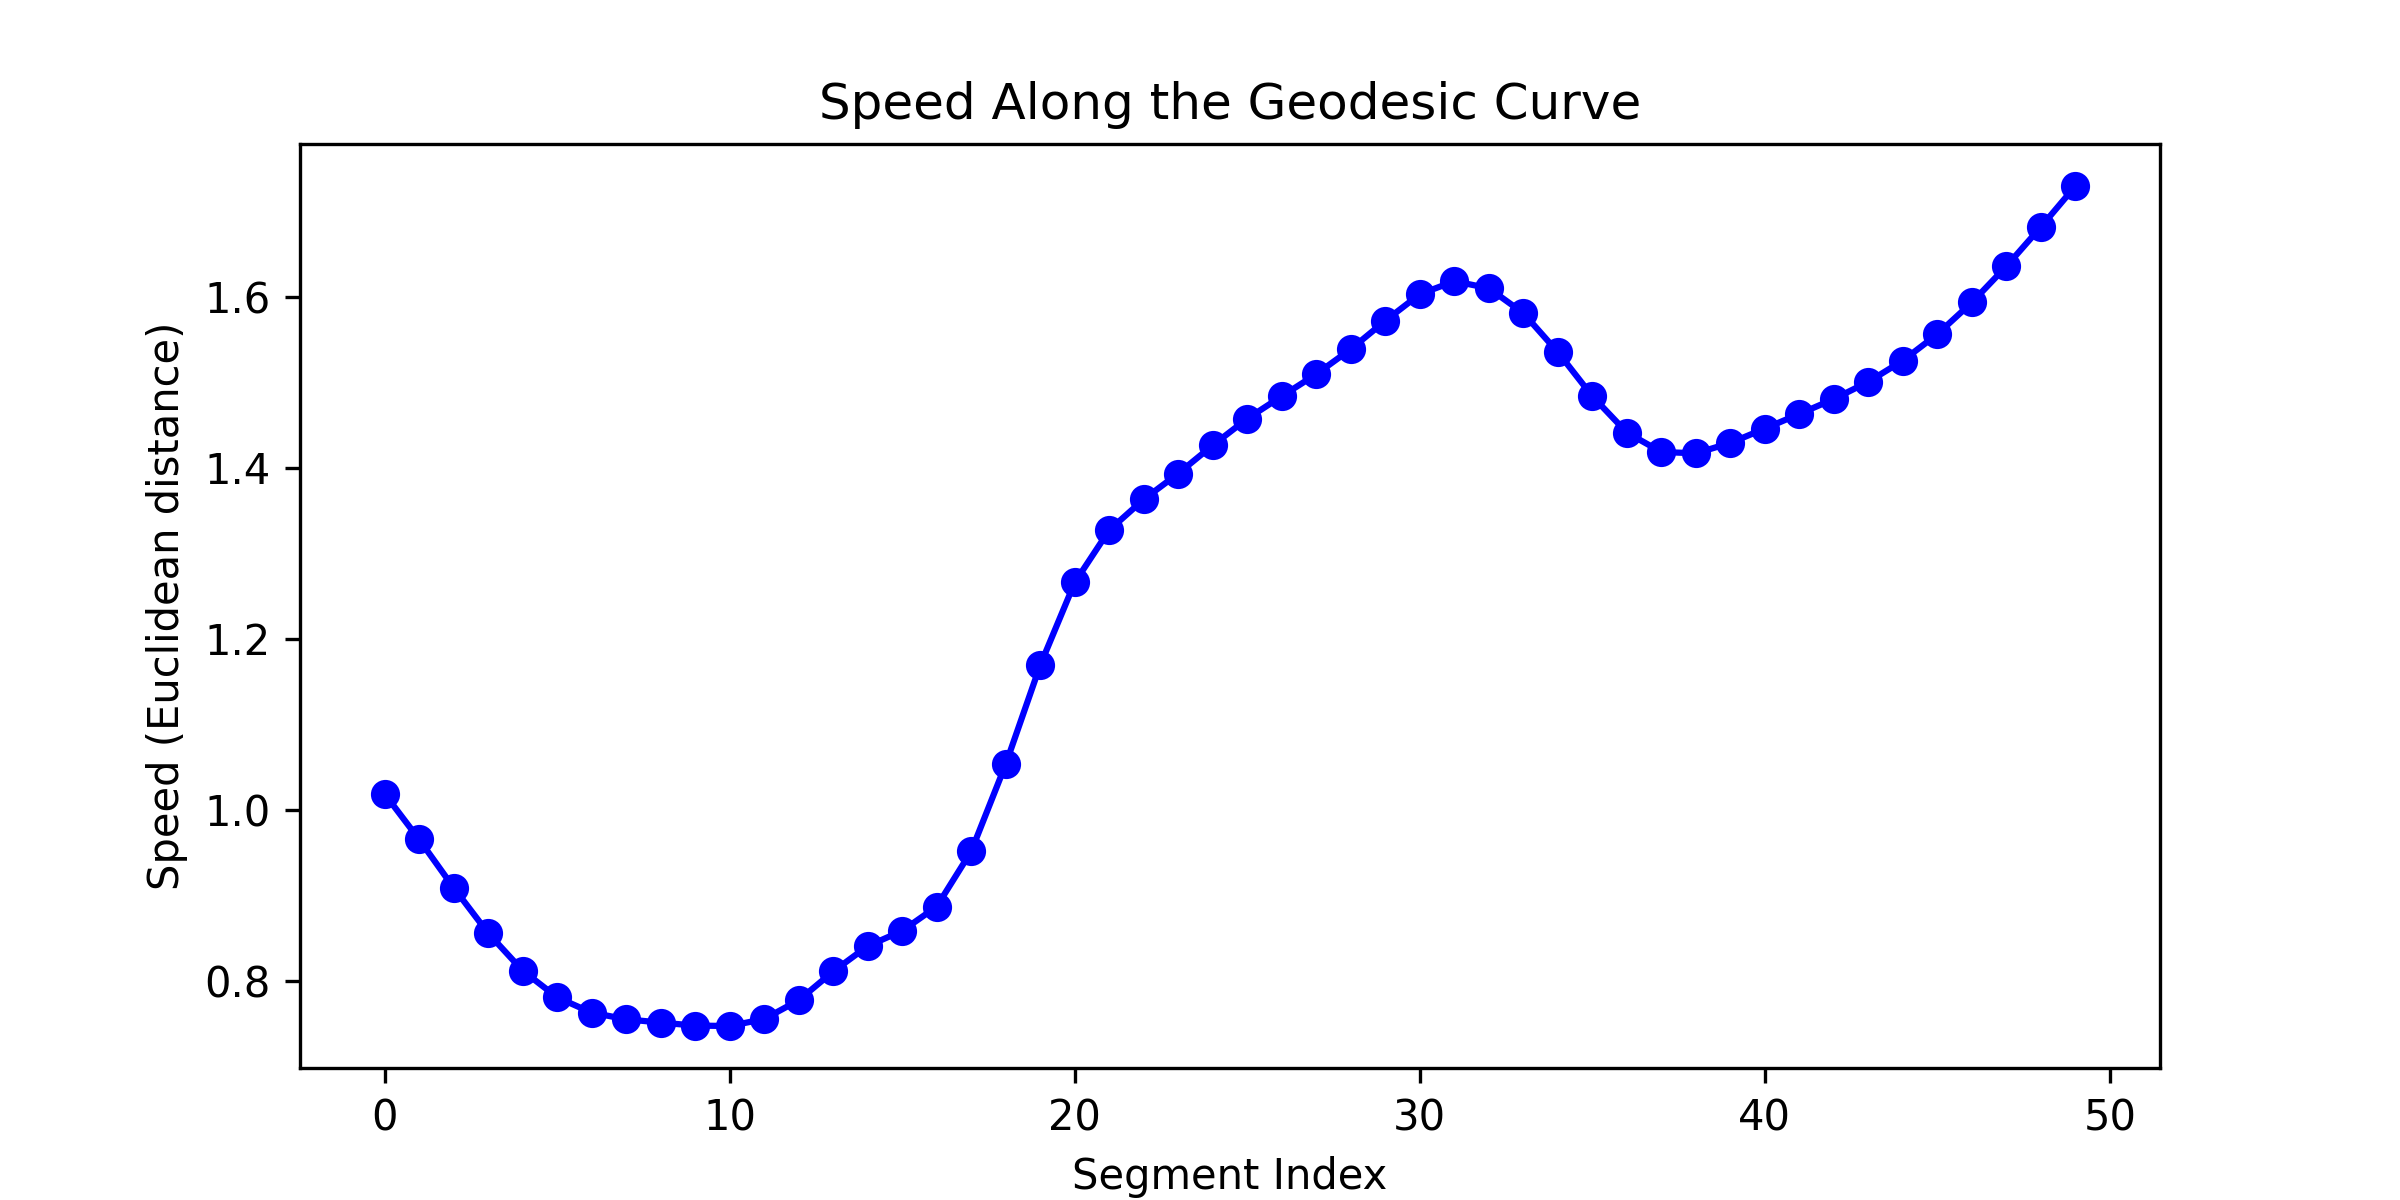 Speed Along the Geodesic Curve
Speed (Euclidean distance)
1.6
1.4
1.2
1.0
0.8
0 10 20 30 40 50
Segment Index